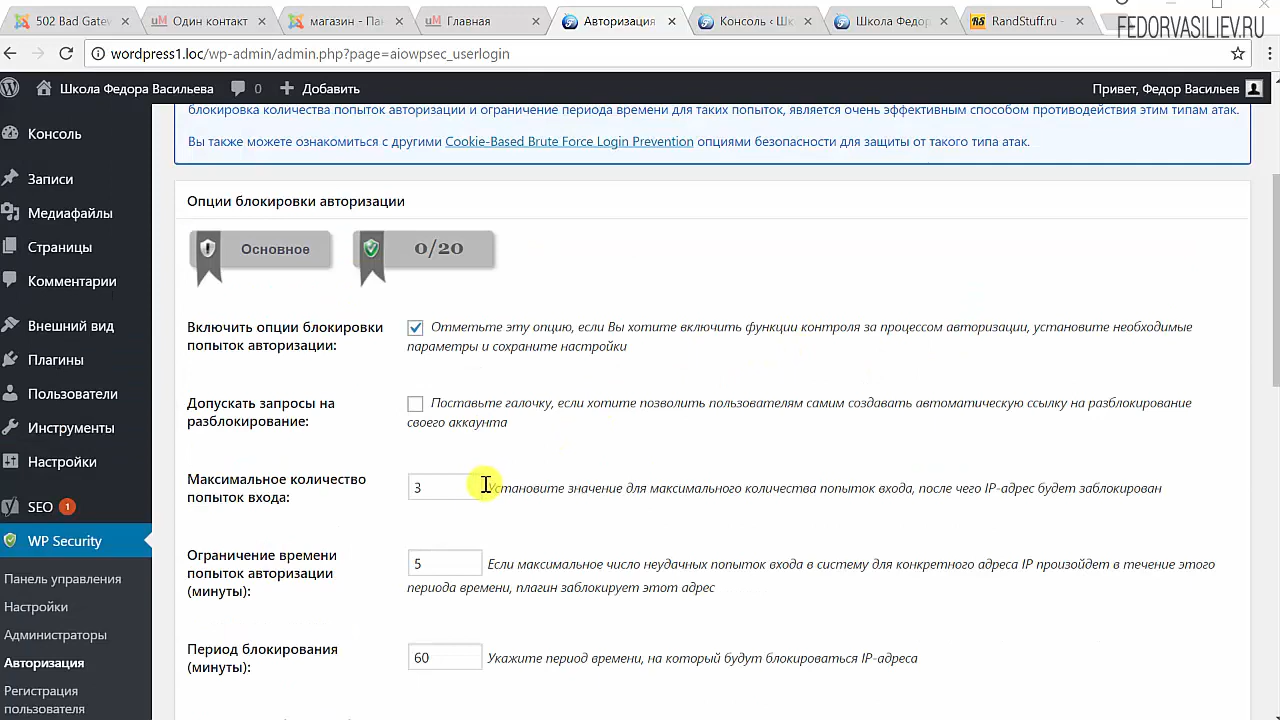 502 Bad Gatew
Один контакт
магазин - Пан
Главная
Авторизация
Консоль ‹ Шк
Школа Федор
RandStuff.ru -
FEDORVASILIEV.RU
wordpress1.loc/wp-admin/admin.php?page=aiowpsec_userlogin
Школа Федора Васильева
0
Добавить
Привет, Федор Васильев
Консоль
Записи
Медиафайлы
Страницы
Комментарии
Внешний вид
Плагины
Пользователи
Инструменты
Настройки
SEO 1
WP Security
Панель управления
Настройки
Администраторы
Авторизация
Регистрация
пользователя
блокировка количества попыток авторизации и ограничение периода времени для таких попыток, является очень эффективным способом противодействия этим типам атак.
Вы также можете ознакомиться с другими Cookie-Based Brute Force Login Prevention опциями безопасности для защиты от такого типа атак.
Опции блокировки авторизации
Основное
0/20
Включить опции блокировки
попыток авторизации:
Отметьте эту опцию, если Вы хотите включить функции контроля за процессом авторизации, установите необходимые
параметры и сохраните настройки
Допускать запросы на
разблокирование:
Поставьте галочку, если хотите позволить пользователям самим создавать автоматическую ссылку на разблокирование
своего аккаунта
Максимальное количество
попыток входа:
3
Установите значение для максимального количества попыток входа, после чего IP-адрес будет заблокирован
Ограничение времени
попыток авторизации
(минуты):
5
Если максимальное число неудачных попыток входа в систему для конкретного адреса IP произойдет в течение этого
периода времени, плагин заблокирует этот адрес
Период блокирования
(минуты):
60
Укажите период времени, на который будут блокироваться IP-адреса